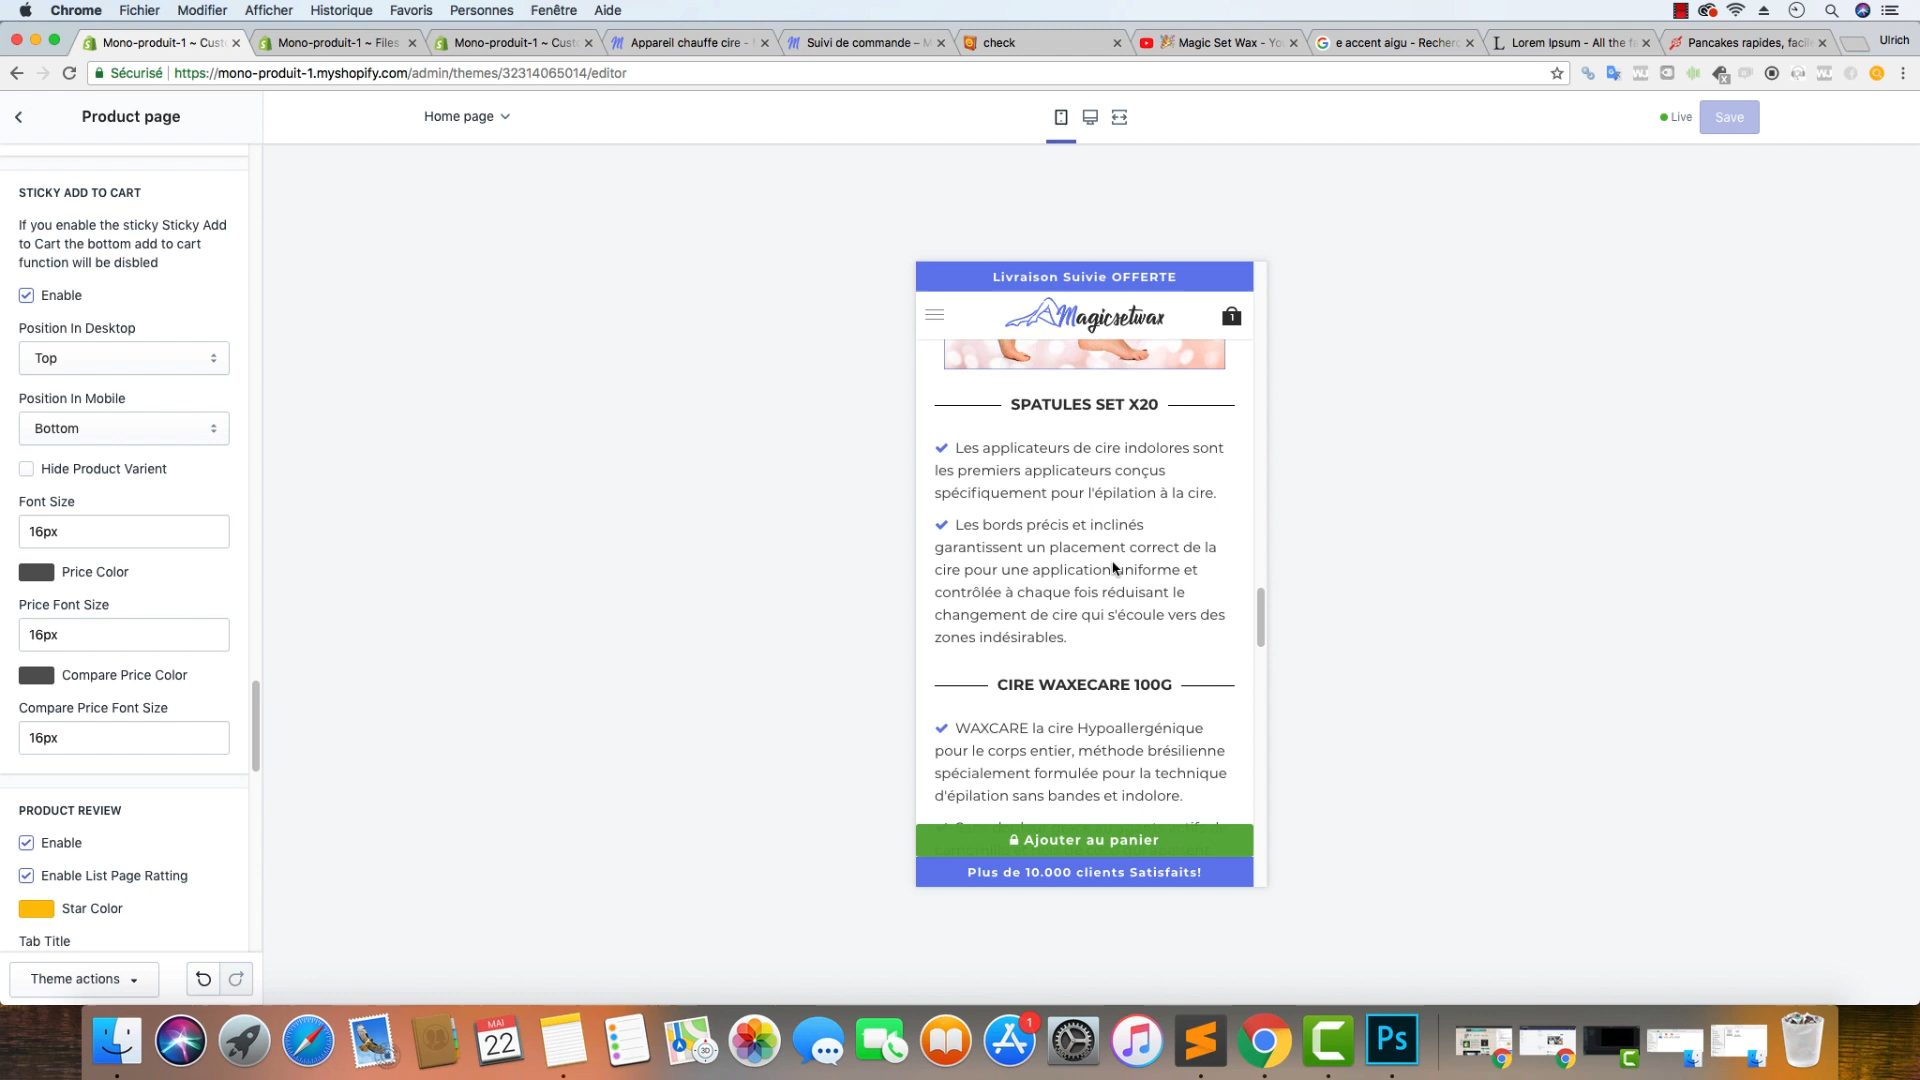 Chrome Fichier Modifier Afficher Historique Favoris Personnes Fenêtre Aide
Mono-produit-1 ~ Cust
Mono-produit-1 ~ Files
Mono-produit-1 ~ Cust
Appareil chauffe cire –
Suivi de commande – M
check
Magic Set Wax - Yo
e accent aigu - Recher
Lorem Ipsum - All the fa
Pancakes rapides, facile
Ulrich
Sécurisé https://mono-produit-1.myshopify.com/admin/themes/32314065014/editor
Product page
Home page
Live
Save
STICKY ADD TO CART
If you enable the sticky Sticky Add
to Cart the bottom add to cart
function will be disbled
Enable
Position In Desktop
Top
Position In Mobile
Bottom
Hide Product Varient
Font Size
16px
Price Color
Price Font Size
16px
Compare Price Color
Compare Price Font Size
16px
PRODUCT REVIEW
Enable
Enable List Page Ratting
Star Color
Tab Title
Theme actions
Livraison Suivie OFFERTE
Magicsetwax
1
SPATULES SET X20
Les applicateurs de cire indolores sont
les premiers applicateurs conçus
spécifiquement pour l'épilation à la cire.
Les bords précis et inclinés
garantissent un placement correct de la
cire pour une application uniforme et
contrôlée à chaque fois réduisant le
changement de cire qui s'écoule vers des
zones indésirables.
CIRE WAXECARE 100G
WAXCARE la cire Hypoallergénique
pour le corps entier, méthode brésilienne
spécialement formulée pour la technique
d'épilation sans bandes et indolore.
Ajouter au panier
Plus de 10.000 clients Satisfaits!
MAI
22
3D
1
Ps